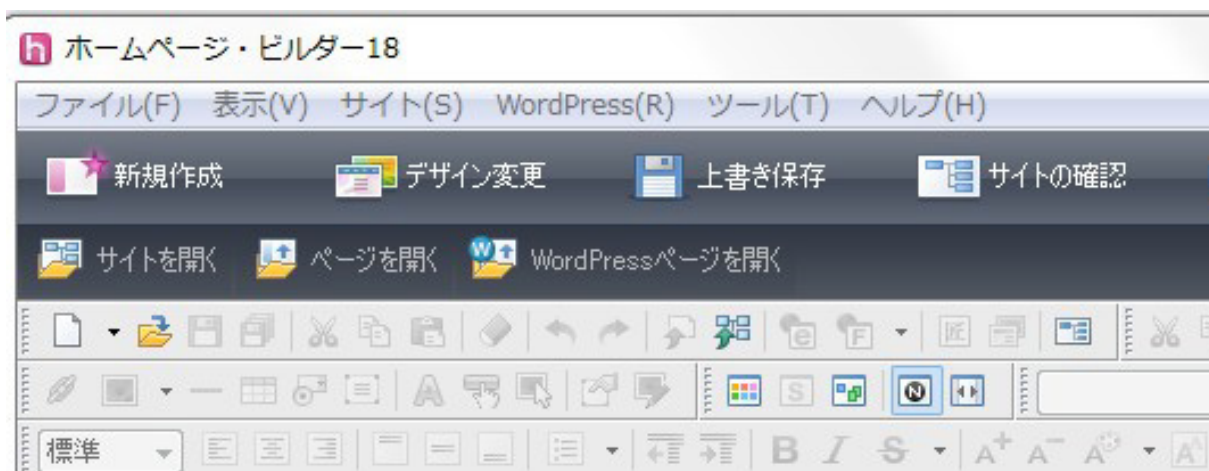 ホームページ・ビルダー18
ファイル(F) 表示(V) サイト(S) WordPress(R) ツール(T) ヘルプ(H)
新規作成 デザイン変更 上書き保存 サイトの確認
サイトを開く ページを開く WordPressページを開く
標準